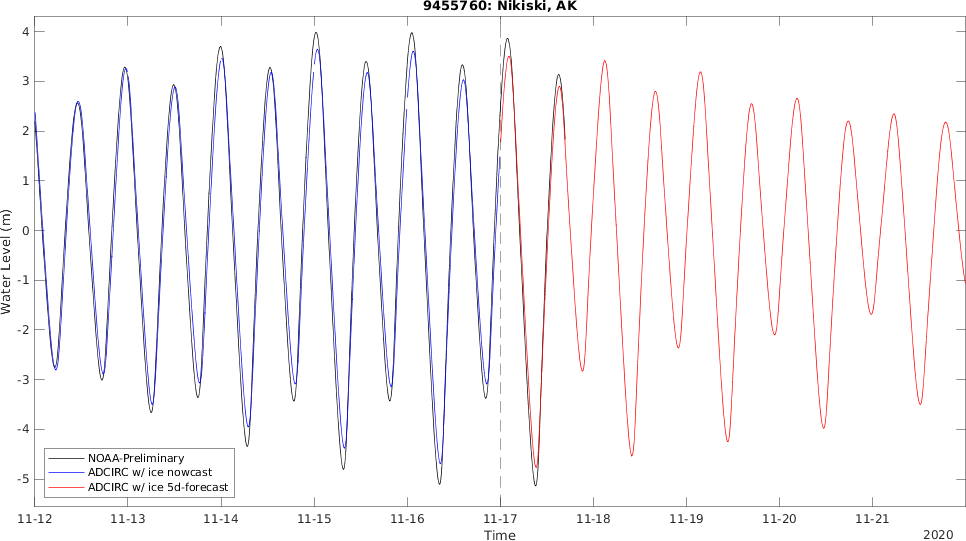 9455760: Nikiski, AK
Water Level (m)
4
3
2
1
0
-1
-2
-3
-4
-5
NOAA-Preliminary
ADCIRC w/ ice nowcast
ADCIRC w/ ice 5d-forecast
11-12 11-13 11-14 11-15 11-16 11-17 11-18 11-19 11-20 11-21
Time
2020